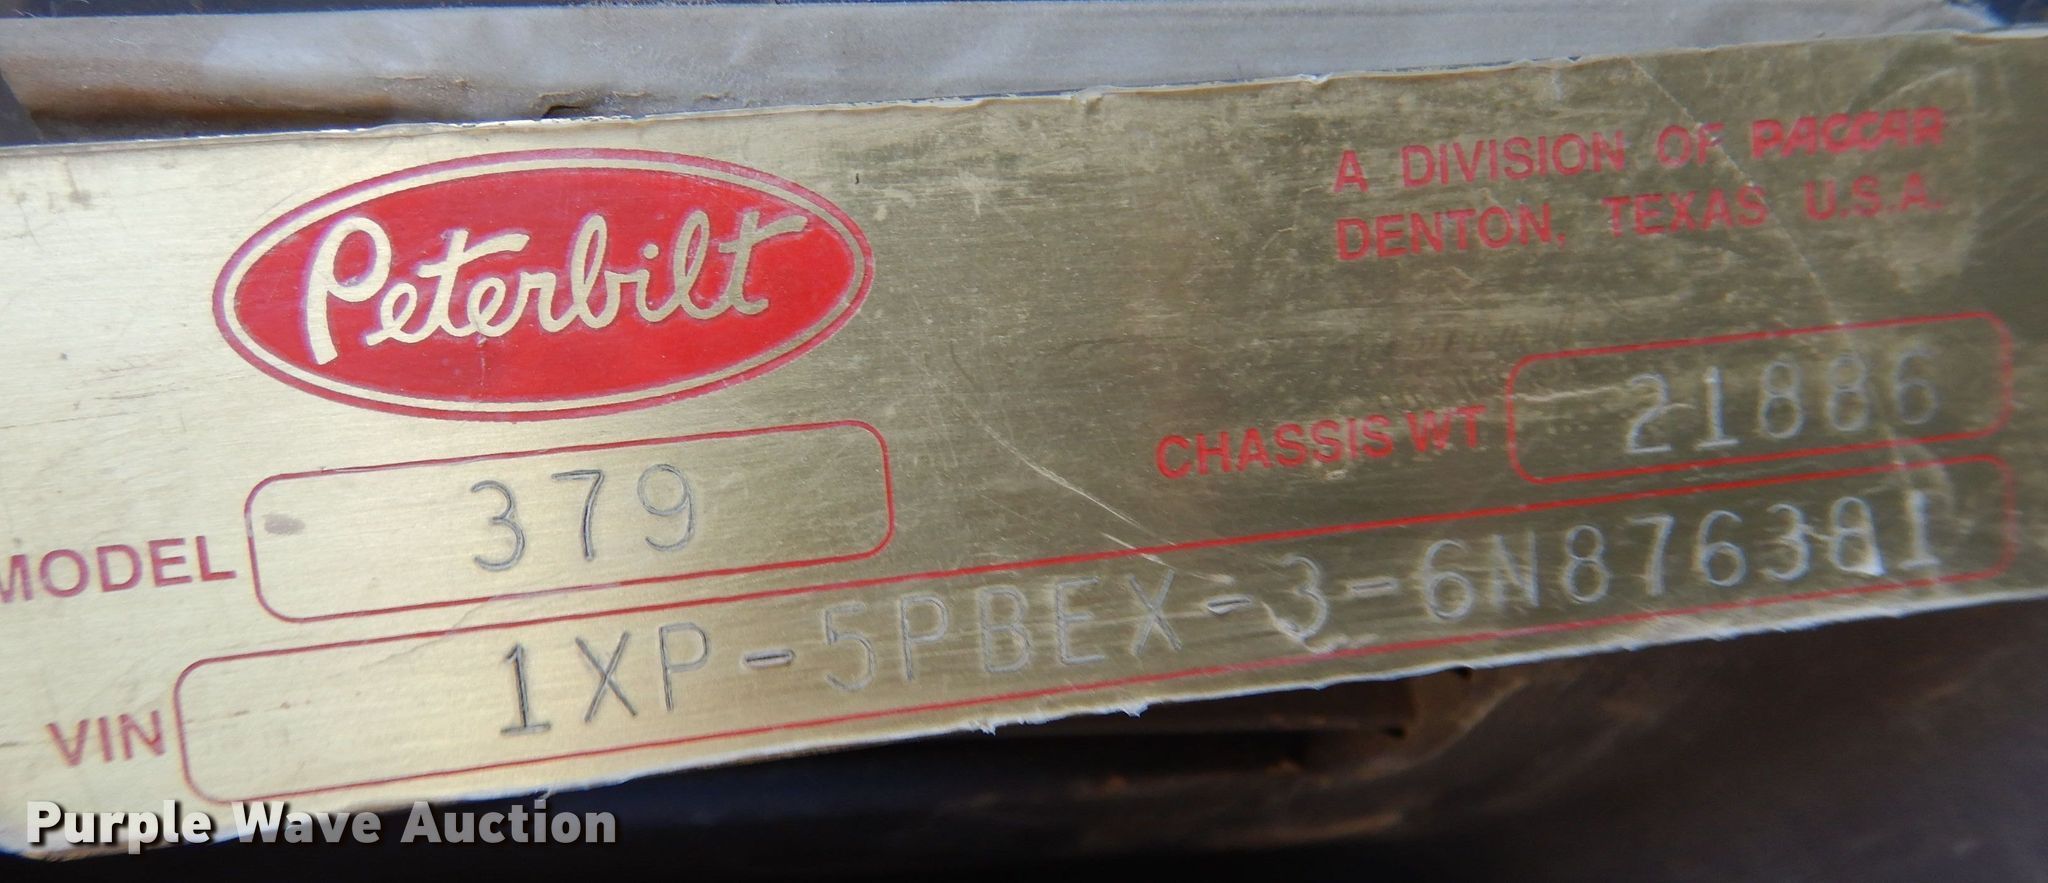 Peterbilt
A DIVISION OF PACCAR
DENTON, TEXAS U.S.A.
MODEL 379
CHASSIS WT 21886
VIN 1XP-5PBEX-3-6N876381
Purple Wave Auction